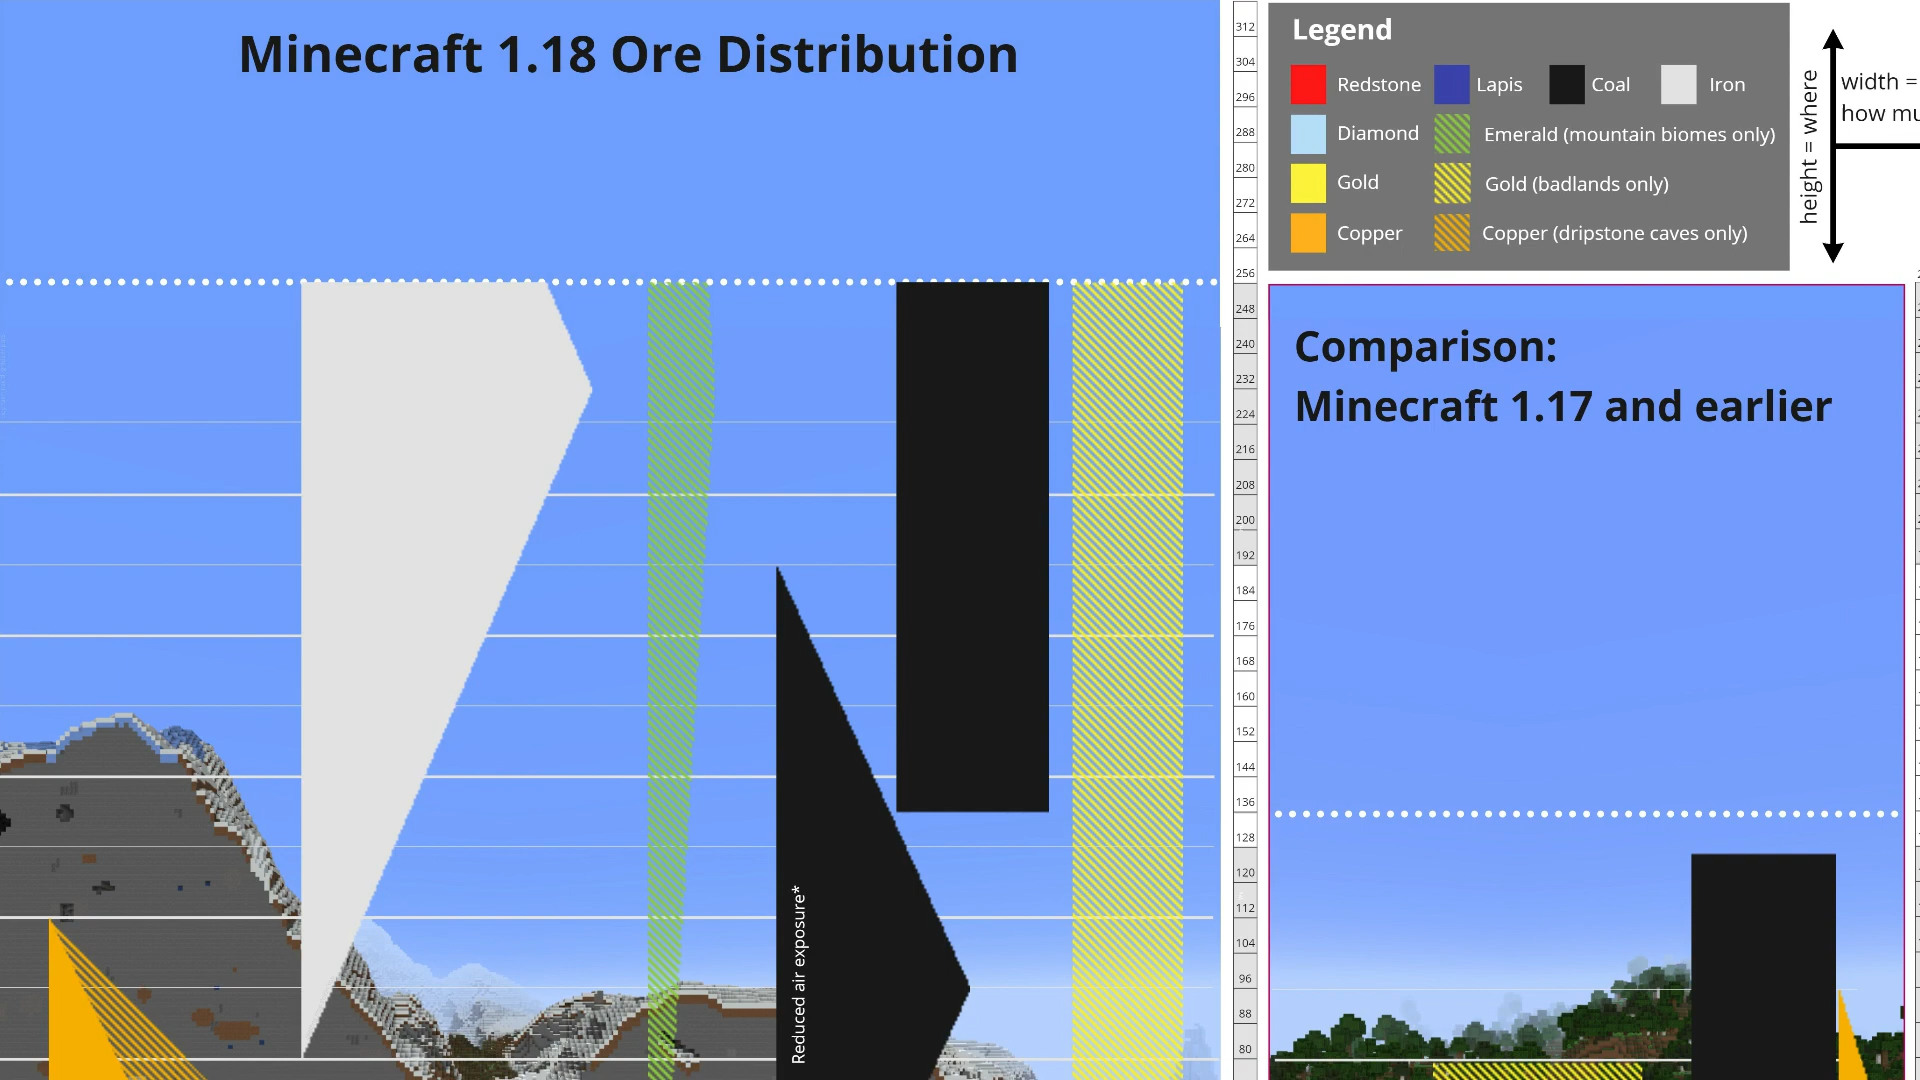 Minecraft 1.18 Ore Distribution
Reduced air exposure*
312
304
296
288
280
272
264
256
248
240
232
224
216
208
200
192
184
176
168
160
152
144
136
128
120
112
104
96
88
80
Legend
Redstone
Lapis
Coal
Iron
Diamond
Emerald (mountain biomes only)
Gold
Gold (badlands only)
Copper
Copper (dripstone caves only)
height = where
width =
how
Comparison:
Minecraft 1.17 and earlier